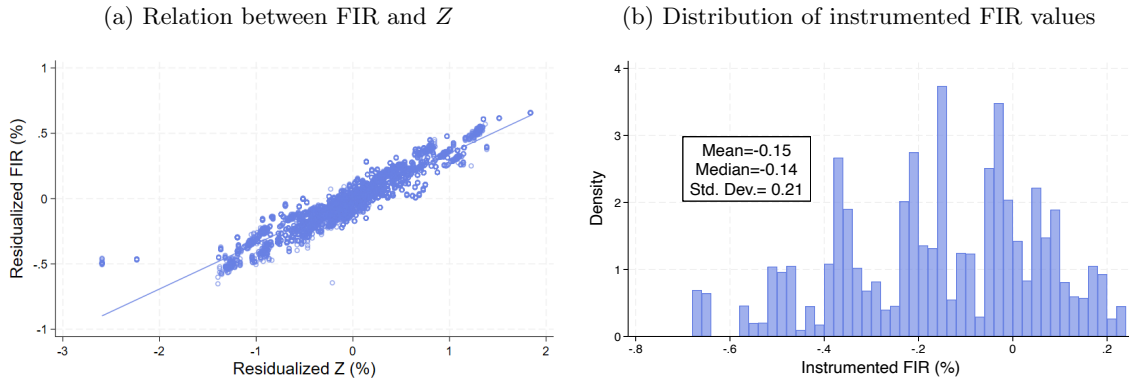 (a) Relation between FIR and Z
Residualized FIR (%)
1
.5
0
-.5
-1
-3
-2
-1
0
1
2
Residualized Z (%)
(b) Distribution of instrumented FIR values
Density
4
3
2
1
0
Mean=-0.15
Median=-0.14
Std. Dev.= 0.21
-.8
-.6
-.4
-.2
0
.2
Instrumented FIR (%)